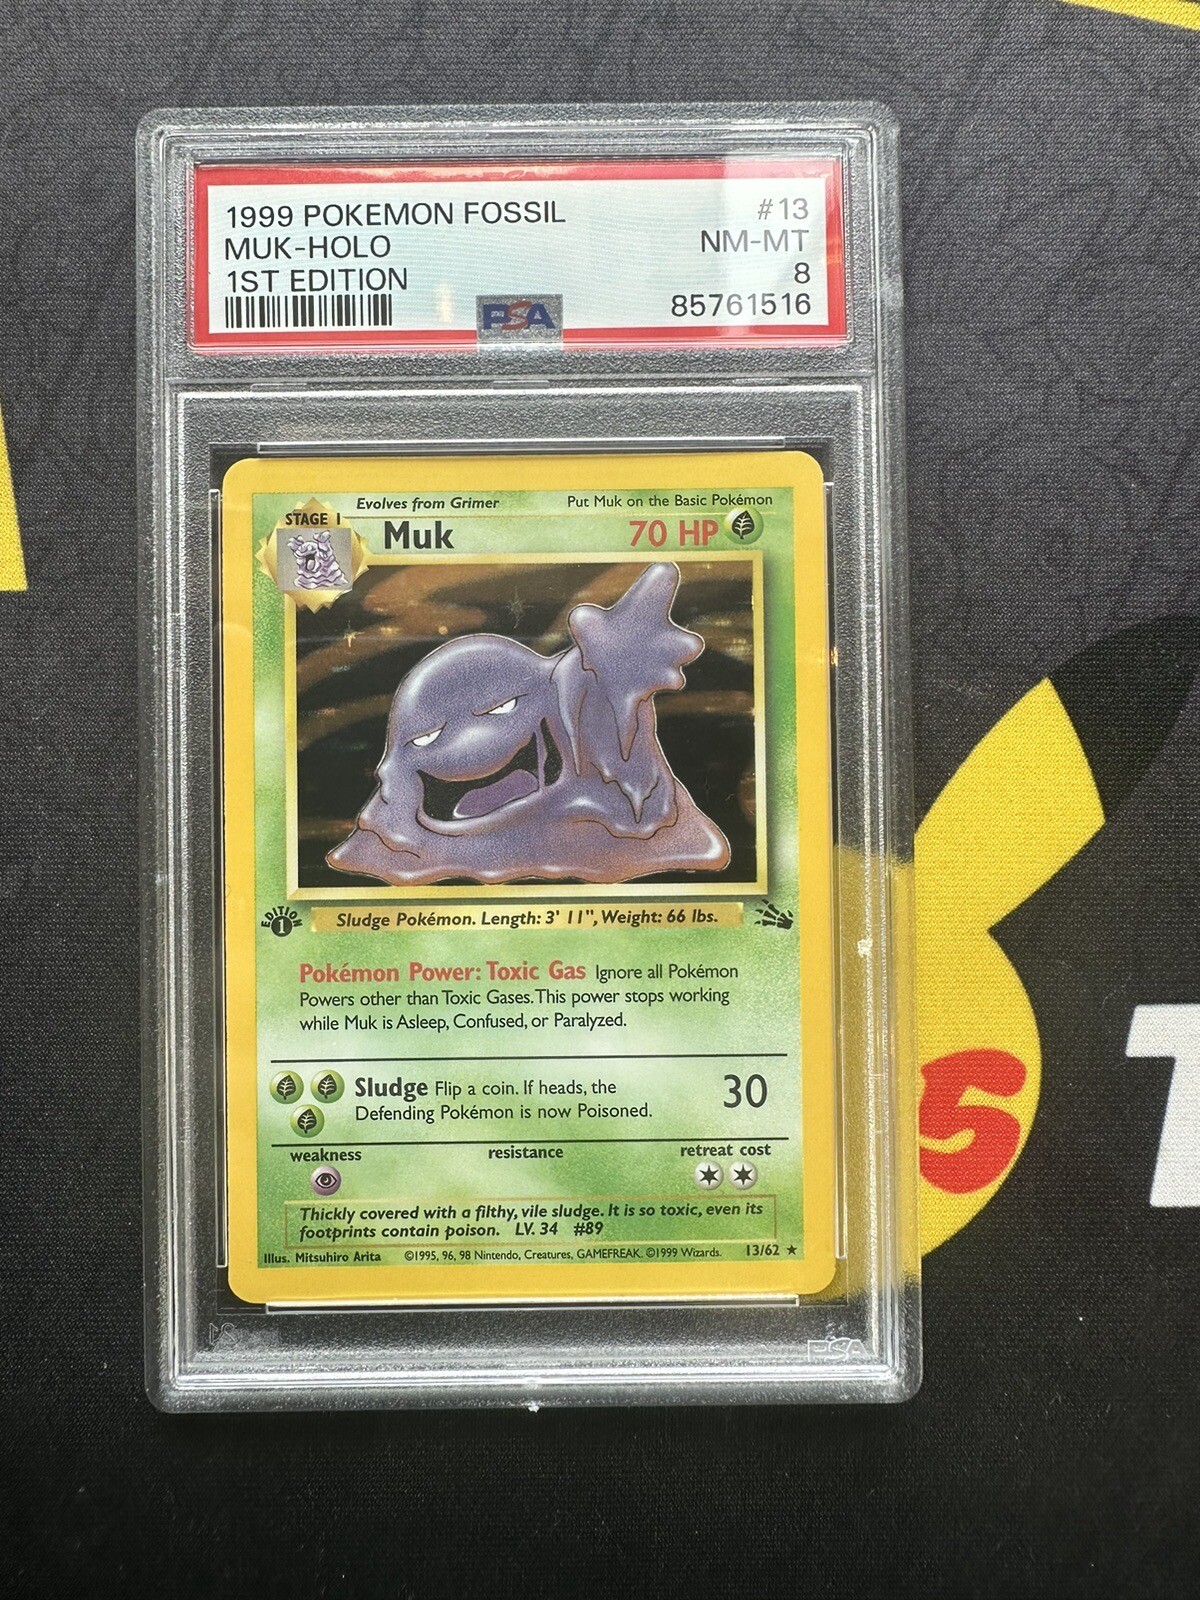 1999 POKEMON FOSSIL #13
MUK-HOLO NM-MT
1ST EDITION 8
PSA 85761516
Evolves from Grimer Put Muk on the Basic Pokémon
STAGE 1
Muk 70 HP
EDITION
1
Sludge Pokémon. Length: 3' 11", Weight: 66 lbs.
Pokémon Power: Toxic Gas Ignore all Pokémon
Powers other than Toxic Gases. This power stops working
while Muk is Asleep, Confused, or Paralyzed.
Sludge Flip a coin. If heads, the
Defending Pokémon is now Poisoned.
30
weakness resistance retreat cost
Thickly covered with a filthy, vile sludge. It is so toxic, even its
footprints contain poison. LV. 34 #89
Illus. Mitsuhiro Arita ©1995, 96, 98 Nintendo, Creatures, GAMEFREAK. ©1999 Wizards. 13/62 ★
PSA
5